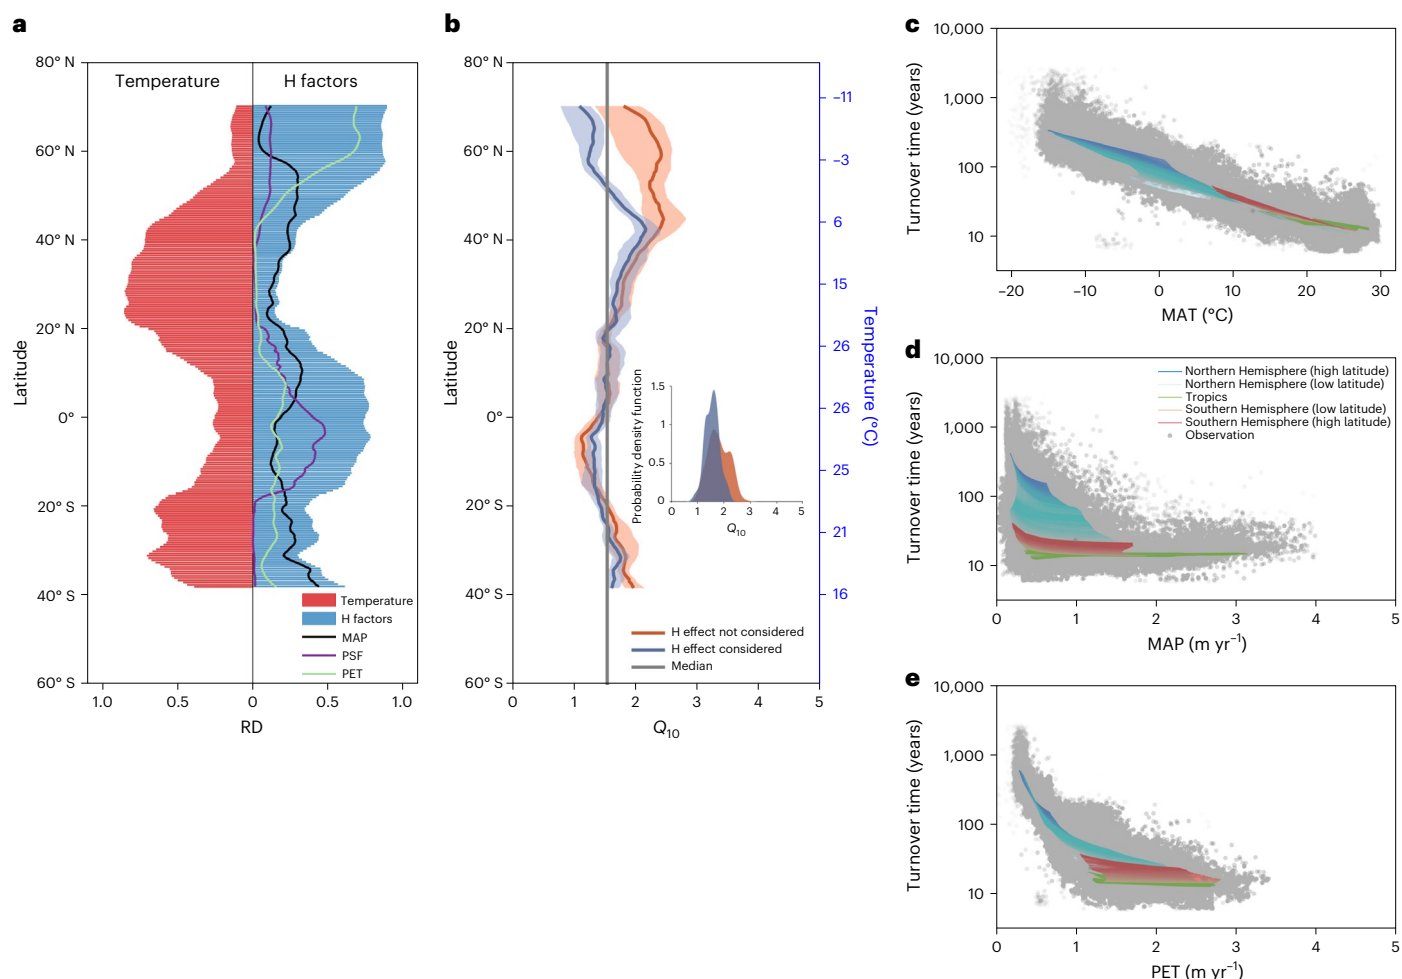 a
80° N
60° N
40° N
20° N
0°
20° S
40° S
60° S
Latitude
Temperature
H factors
Temperature
H factors
MAP
PSF
PET
1.0
0.5
0
0.5
1.0
RD
b
80° N
60° N
40° N
20° N
0°
20° S
40° S
60° S
Latitude
−11
−3
6
15
26
26
25
21
16
Temperature (°C)
Probability density function
1.5
1
0.5
0
0
1
2
3
4
5
Q10
H effect not considered
H effect considered
Median
0
1
2
3
4
5
Q10
c
10,000
1,000
100
10
Turnover time (years)
−20
−10
0
10
20
30
MAT (°C)
d
10,000
1,000
100
10
Turnover time (years)
Northern Hemisphere (high latitude)
Northern Hemisphere (low latitude)
Tropics
Southern Hemisphere (low latitude)
Southern Hemisphere (high latitude)
Observation
0
1
2
3
4
5
MAP (m yr−1)
e
10,000
1,000
100
10
Turnover time (years)
0
1
2
3
4
5
PET (m yr−1)